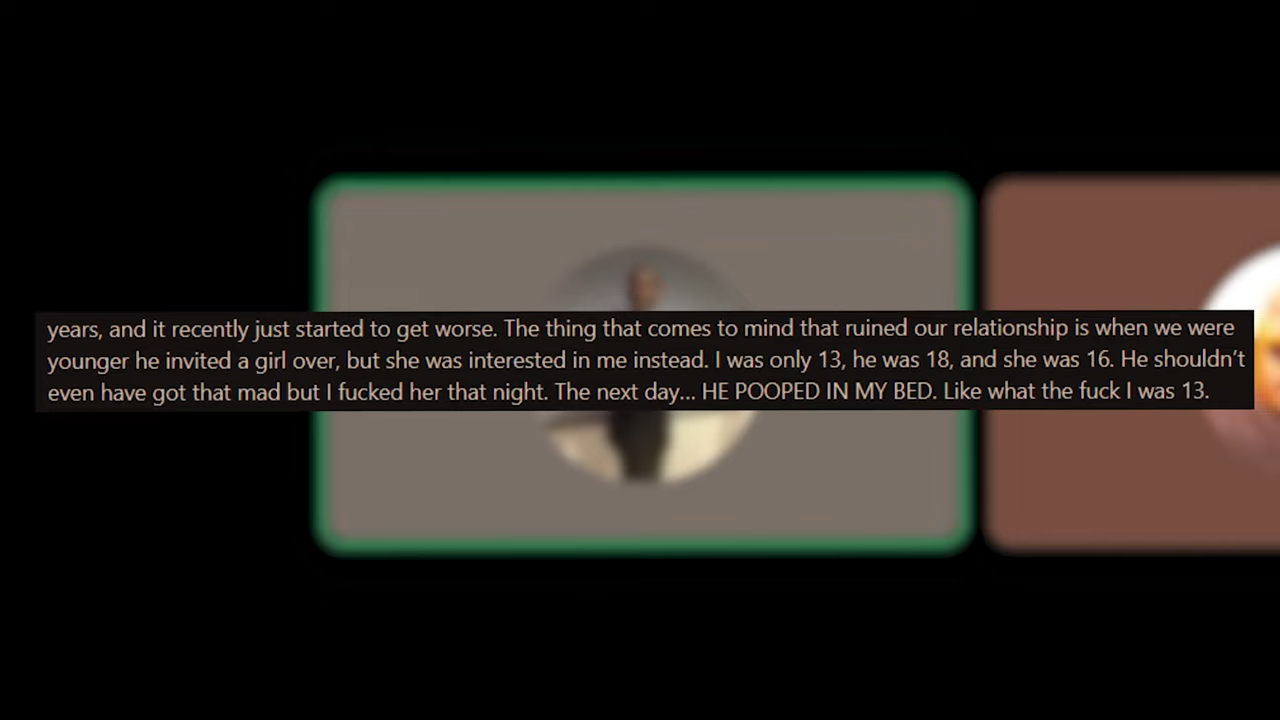 years, and it recently just started to get worse. The thing that comes to mind that ruined our relationship is when we were
younger he invited a girl over, but she was interested in me instead. I was only 13, he was 18, and she was 16. He shouldn't
even have got that mad but I fucked her that night. The next day... HE POOPED IN MY BED. Like what the fuck I was 13.